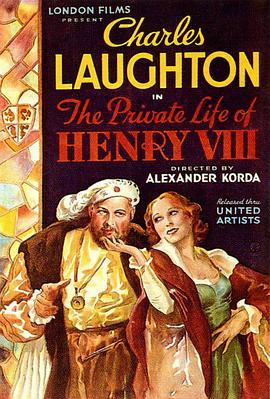 LONDON FILMS
PRESENT
Charles
LAUGHTON
IN
The Private Life of
HENRY VIII
DIRECTED BY
ALEXANDER KORDA
Released thru
UNITED
ARTISTS